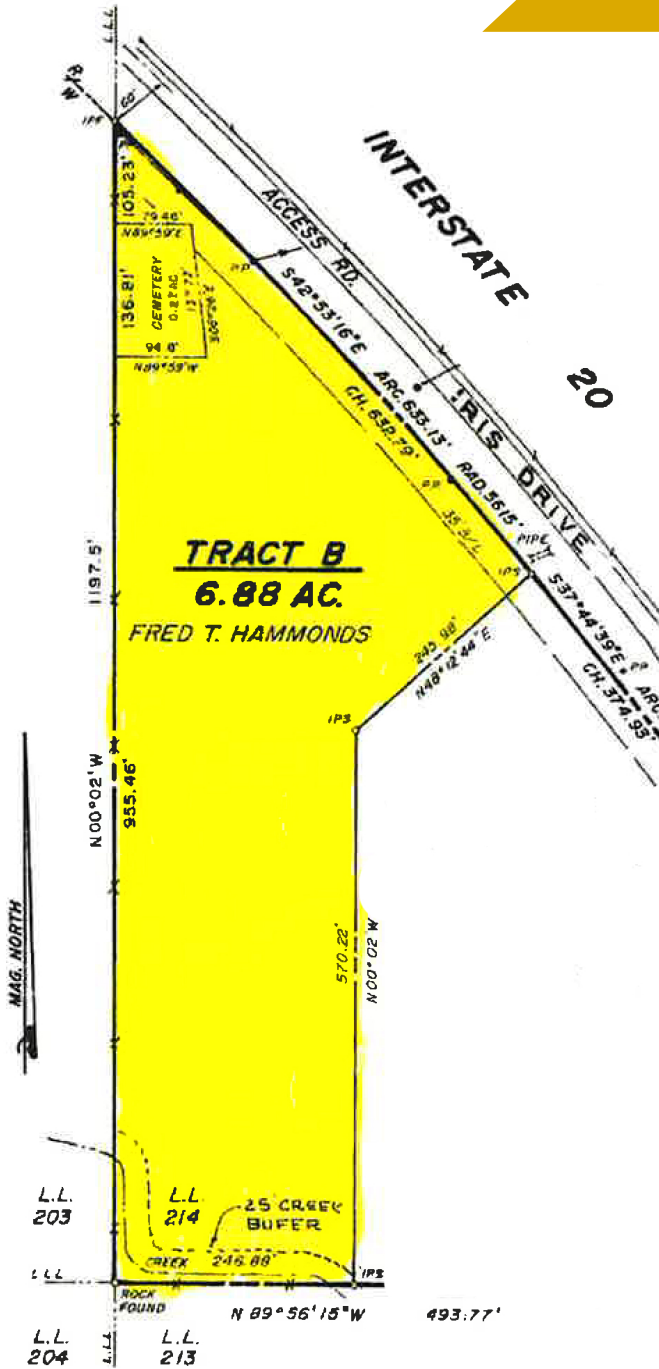 L.L.L.
R/W
60'
IPF
INTERSTATE
20
ACCESS RD.
105.23'
79.46'
N89°59'E
136.81'
CEMETERY
94.8'
N89°59'W
P.P.
S42°53'16"E
ARC.633.13'
CH. 632.79'
RAD. 5615'
IRIS DRIVE
P.P.
35' B/L
PIPE
IPS
S37°44'39"E
P.P.
ARC
CH. 374.93'
TRACT B
6.88 AC.
FRED T. HAMMONDS
1197.5'
245.98'
N48°12'44"E
IPS
N00°02'W
955.46'
MAG. NORTH
570.22'
N00°02'W
L.L.
203
L.L.
214
25 CREEK
BUFER
CREEK
246.88'
L.L.L.
IPS
ROCK
FOUND
N 89°56'15"W
493.77'
L.L.
204
L.L.L.
L.L.
213